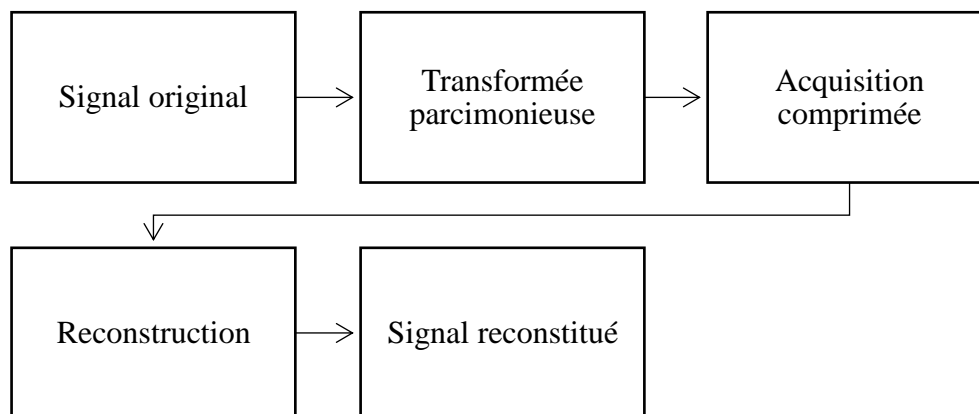 Signal original
Transformée
parcimonieuse
Acquisition
comprimée
Reconstruction
Signal reconstitué